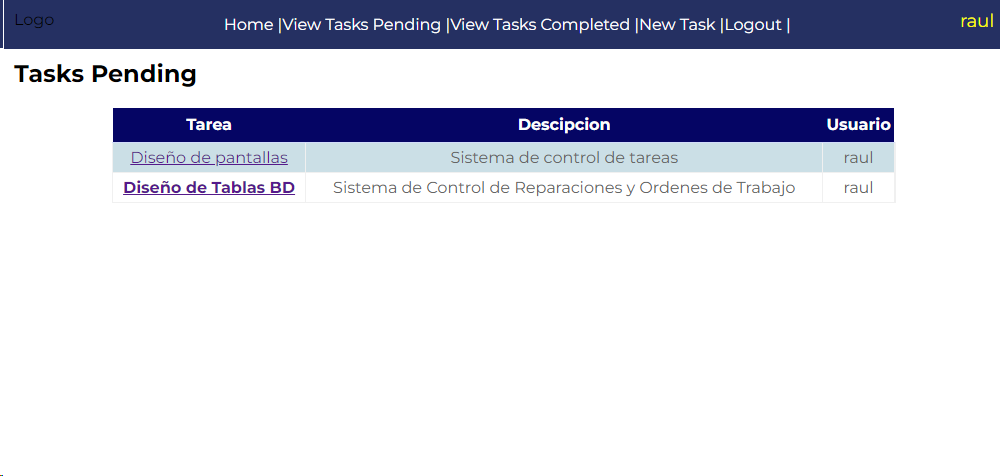 Logo
Home |View Tasks Pending |View Tasks Completed |New Task |Logout |
raul
Tasks Pending
Tarea Descipcion Usuario
Diseño de pantallas Sistema de control de tareas raul
Diseño de Tablas BD Sistema de Control de Reparaciones y Ordenes de Trabajo raul